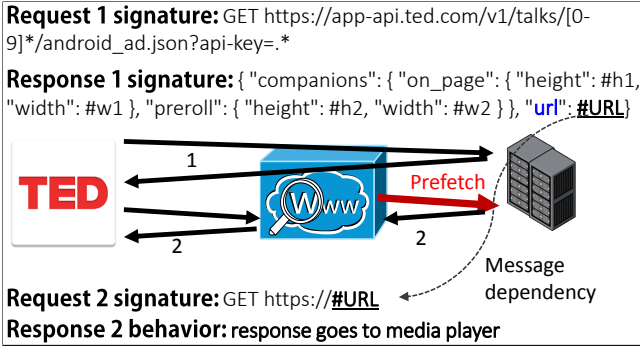 Request 1 signature: GET https://app-api.ted.com/v1/talks/[0-
9]*/android_ad.json?api-key=.*
Response 1 signature: { "companions": { "on_page": { "height": #h1,
"width": #w1 }, "preroll": { "height": #h2, "width": #w2 } }, "url": #URL}
1
TED
Www
Prefetch
2
2
Message
dependency
Request 2 signature: GET https://#URL
Response 2 behavior: response goes to media player